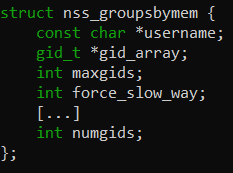 struct nss_groupsbymem {
const char *username;
gid_t *gid_array;
int maxgids;
int force_slow_way;
[...]
int numgids;
};